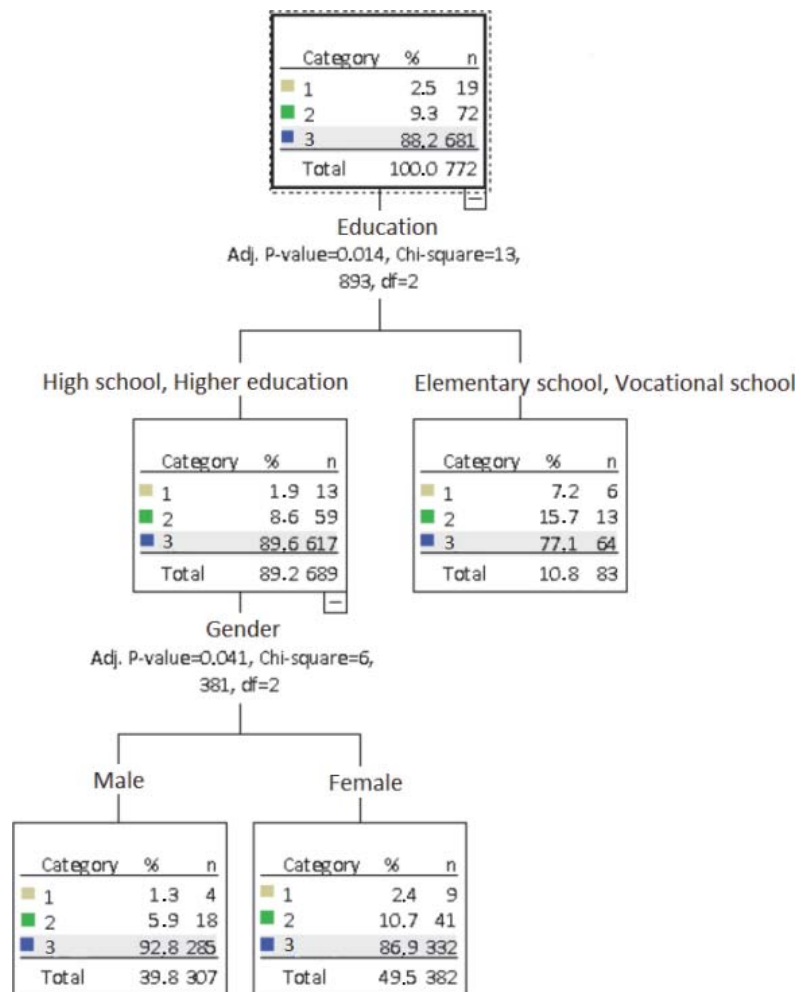 Category % n
1 2.5 19
2 9.3 72
3 88,2 681
Total 100.0 772
Education
Adj. P-value=0.014, Chi-square=13,
893, df=2
High school, Higher education
Category % n
1 1.9 13
2 8.6 59
3 89,6 617
Total 89.2 689
Elementary school, Vocational school
Category % n
1 7.2 6
2 15.7 13
3 77,1 64
Total 10.8 83
Gender
Adj. P-value=0.041, Chi-square=6,
381, df=2
Male
Category % n
1 1.3 4
2 5.9 18
3 92,8 285
Total 39.8 307
Female
Category % n
1 2.4 9
2 10.7 41
3 86,9 332
Total 49.5 382